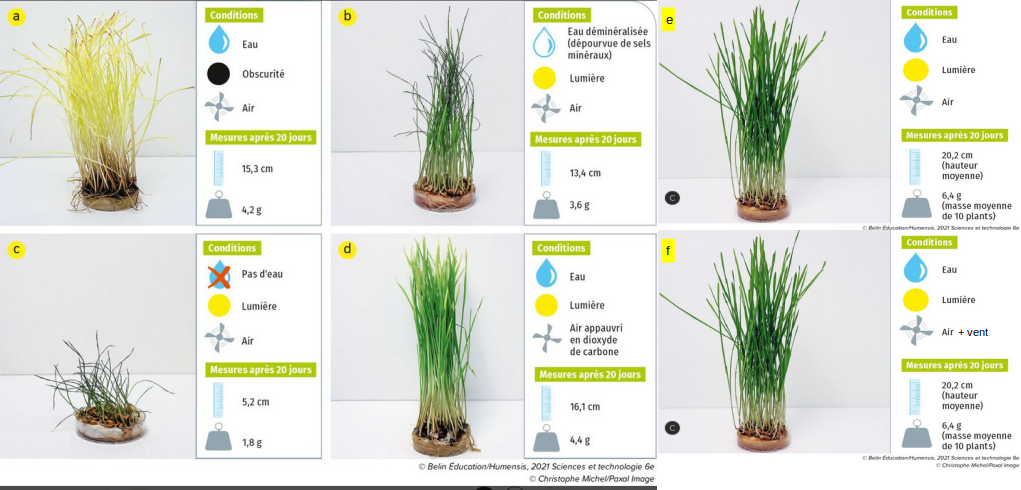 a
Conditions
Eau
Obscurité
Air
Mesures après 20 jours
15,3 cm
4,2 g
b
Conditions
Eau déminéralisée
(dépourvue de sels
minéraux)
Lumière
Air
Mesures après 20 jours
13,4 cm
3,6 g
e
Conditions
Eau
Lumière
Air
Mesures après 20 jours
20,2 cm
(hauteur
moyenne)
6,4 g
(masse moyenne
de 10 plants)
C
© Belin Éducation/Humensis, 2021 Sciences et technologie 6e
c
Conditions
Pas d'eau
Lumière
Air
Mesures après 20 jours
5,2 cm
1,8 g
d
Conditions
Eau
Lumière
Air appauvri
en dioxyde
de carbone
Mesures après 20 jours
16,1 cm
4,4 g
© Belin Éducation/Humensis, 2021 Sciences et technologie 6e
© Christophe Michel/Paxal Image
f
Conditions
Eau
Lumière
Air + vent
Mesures après 20 jours
20,2 cm
(hauteur
moyenne)
6,4 g
(masse moyenne
de 10 plants)
C
© Belin Éducation/Humensis, 2021 Sciences et technologie 6e
© Christophe Michel/Paxal Image